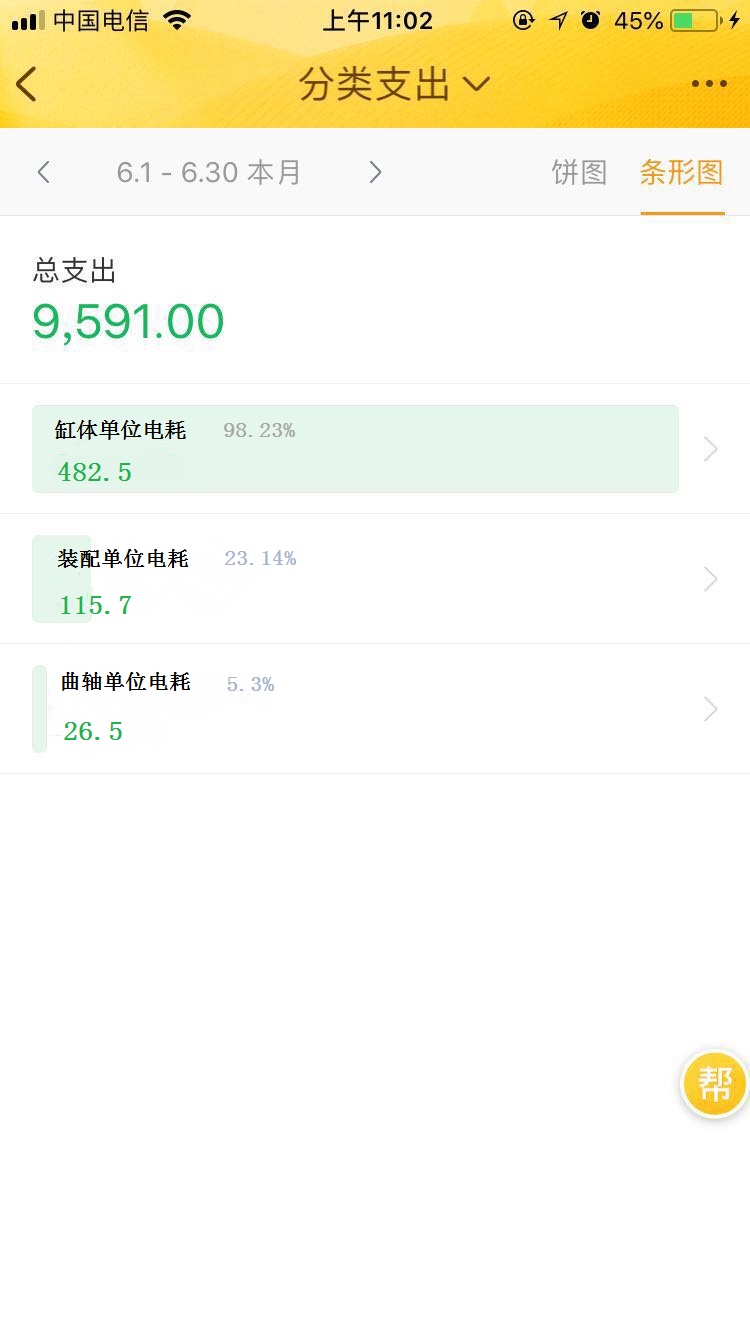 中国电信 上午11:02 45%
分类支出
6.1 - 6.30 本月 饼图 条形图
总支出
9,591.00
缸体单位电耗 98.23%
482.5
装配单位电耗 23.14%
115.7
曲轴单位电耗 5.3%
26.5
帮